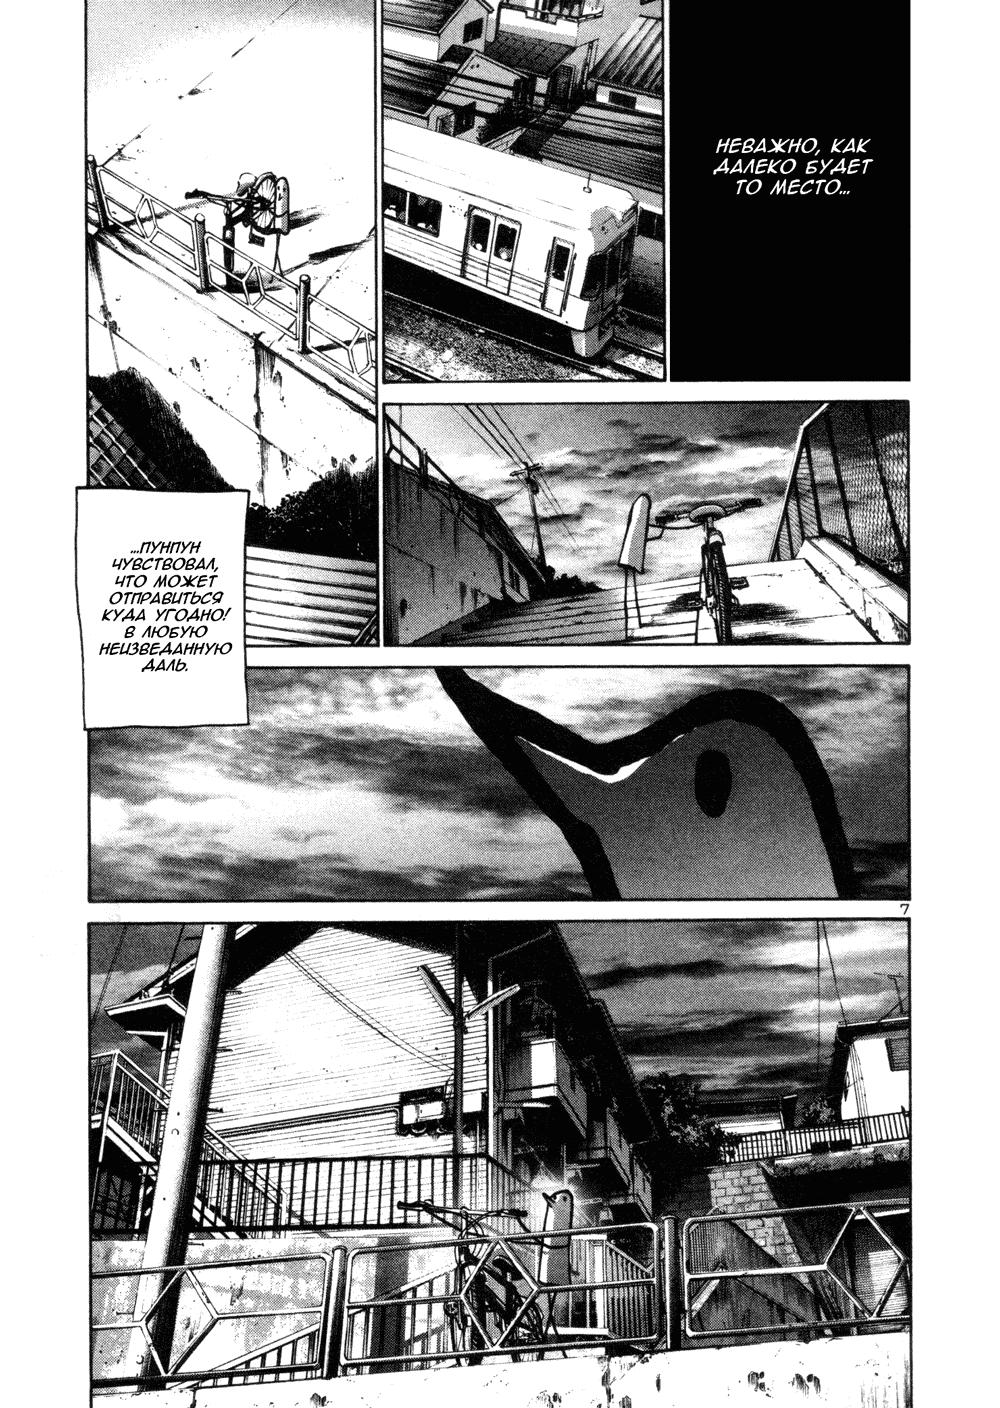 НЕВАЖНО, КАК
ДАЛЕКО БУДЕТ
ТО МЕСТО...
...ПУНПУН
ЧУВСТВОВАЛ,
ЧТО МОЖЕТ
ОТПРАВИТЬСЯ
КУДА УГОДНО!
В ЛЮБУЮ
НЕИЗВЕДАННУЮ
ДАЛЬ.
7